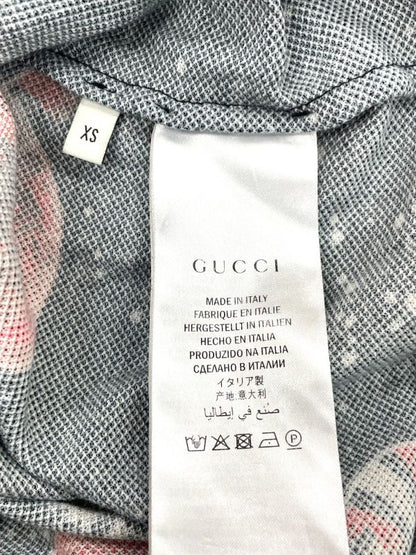 XS
GUCCI
MADE IN ITALY
FABRIQUE EN ITALIE
HERGESTELLT IN ITALIEN
HECHO EN ITALIA
PRODUZIDO NA ITALIA
СДЕЛАНО В ИТАЛИИ
イタリア製
产地:意大利
صنع في إيطاليا
P